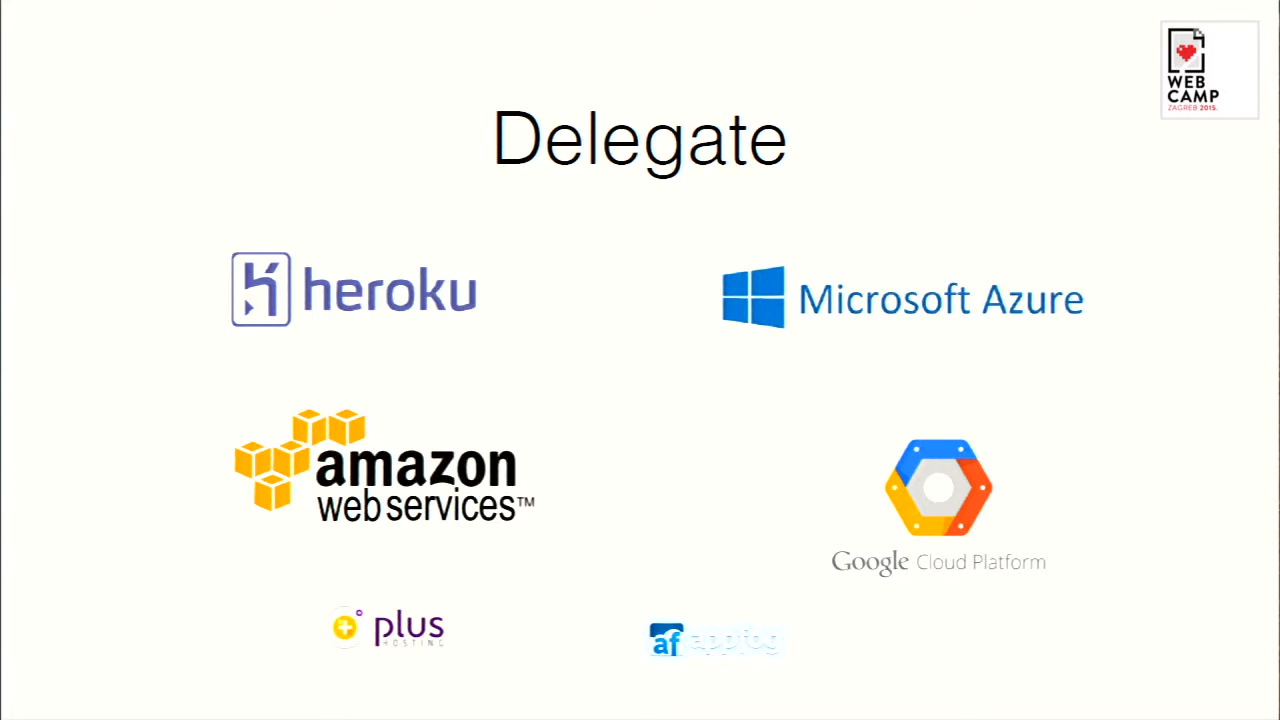 WEB
CAMP
ZAGREB 2015.
Delegate
heroku
Microsoft Azure
amazon
web services™
Google Cloud Platform
plus
HOSTING
af appfog